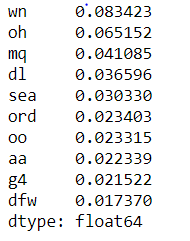 wn 0.083423
oh 0.065152
mq 0.041085
dl 0.036596
sea 0.030330
ord 0.023403
oo 0.023315
aa 0.022339
g4 0.021522
dfw 0.017370
dtype: float64